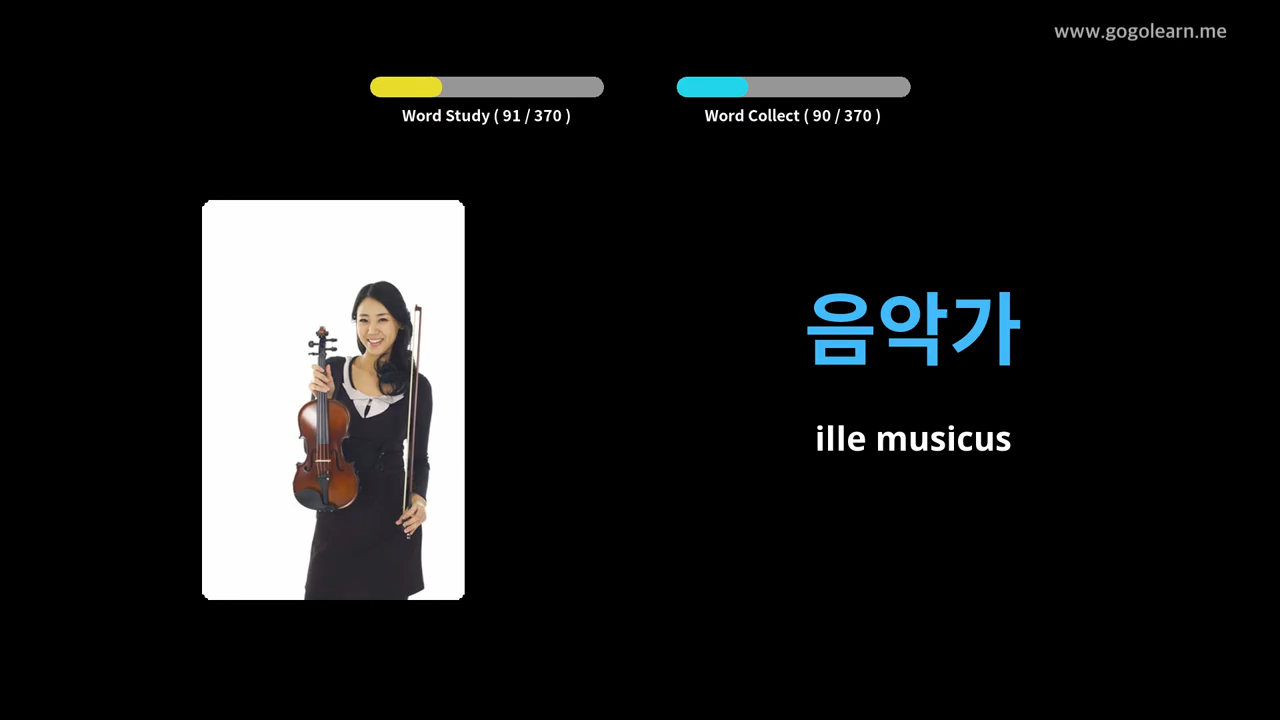 www.gogolearn.me
Word Study ( 91 / 370 )
Word Collect ( 90 / 370 )
음악가
ille musicus